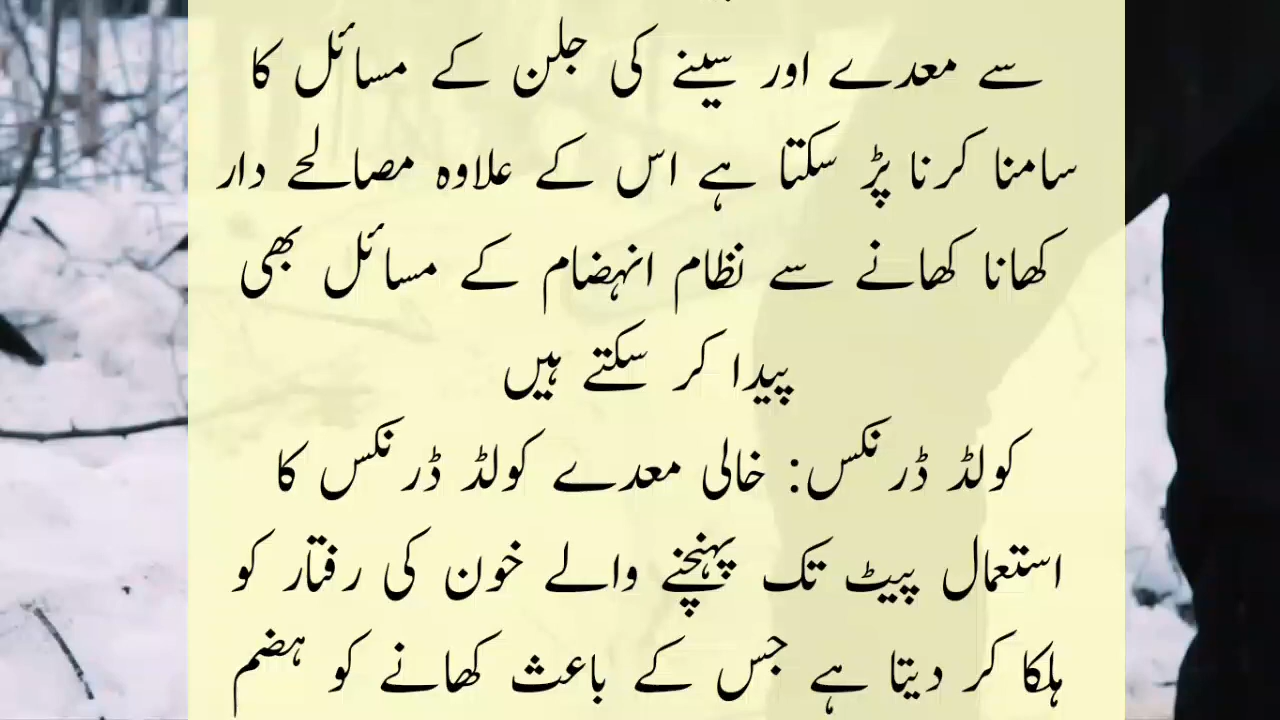 سے معدے اور سینے کی جلن کے مسائل کا
سامنا کرنا پڑ سکتا ہے اس کے علاوہ مصالحے دار
کھانا کھانے سے نظام انہضام کے مسائل بھی
پیدا کر سکتے ہیں
کولڈ ڈرنکس: خالی معدے کولڈ ڈرنکس کا
استعمال پیٹ تک پہنچنے والے خون کی رفتار کو
ہلکا کر دیتا ہے جس کے باعث کھانے کو ہضم